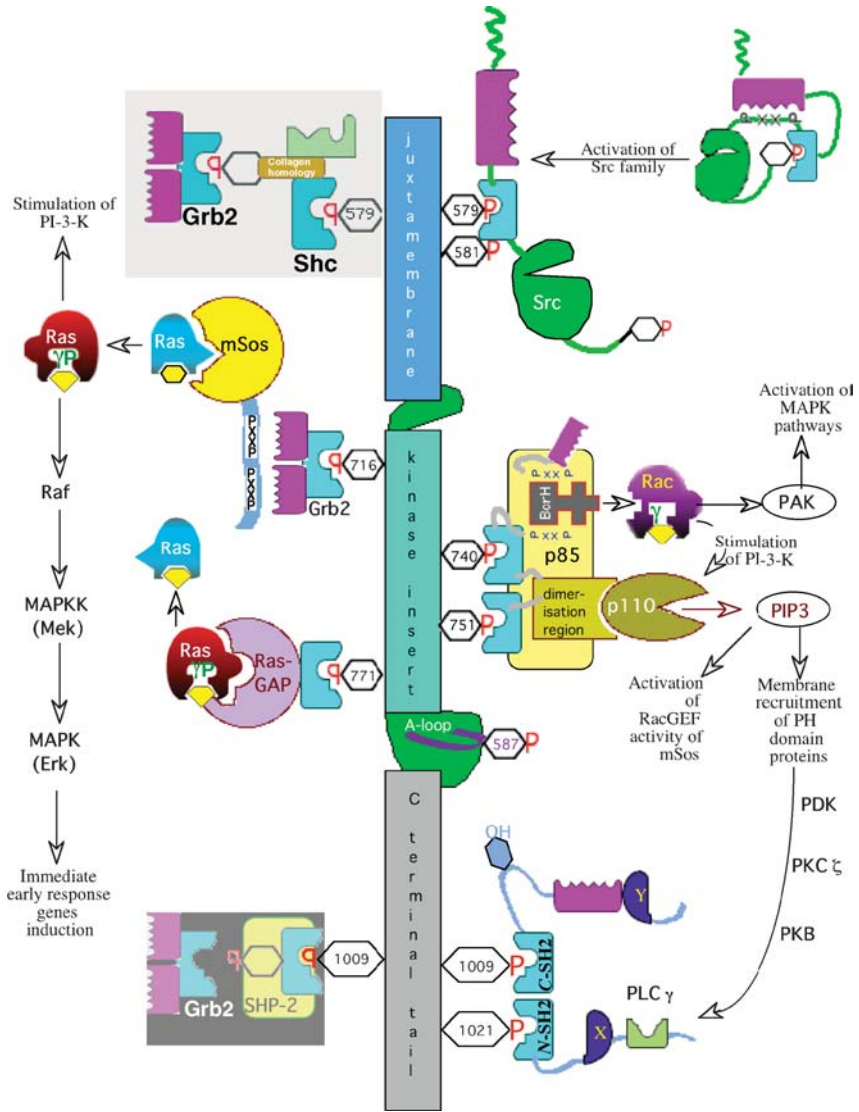 juxtamembrane
Grb2
P
Collagen
homology
Shc
P
579
Stimulation of
PI-3-K
579
P
581
P
Activation of
Src family
P
Src
P
Ras
γP
Ras
mSos
PXXP
PXXP
Raf
kinase insert
P
716
Grb2
Ras
MAPKK
(Mek)
Ras
γP
Ras-
GAP
P
771
MAPK
(Erk)
Immediate
early response
genes
induction
P XX P
BcrH
P XX P
p85
Rac
γ
PAK
Activation of
MAPK
pathways
740
P
751
P
dimer-
isation
region
p110
Stimulation
of PI-3-K
PIP3
Activation
of
RacGEF
activity of
mSos
Membrane
recruitment
of PH
domain
proteins
A-loop
587
P
PDK
PKC ζ
PKB
C terminal tail
Grb2
P
SHP-2
P
1009
OH
Y
1009
P
C-SH2
1021
P
N-SH2
X
PLC γ